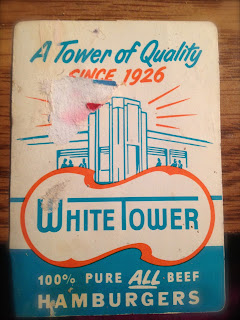 A Tower of Quality
SINCE 1926
WHITE TOWER
100% PURE ALL BEEF
HAMBURGERS